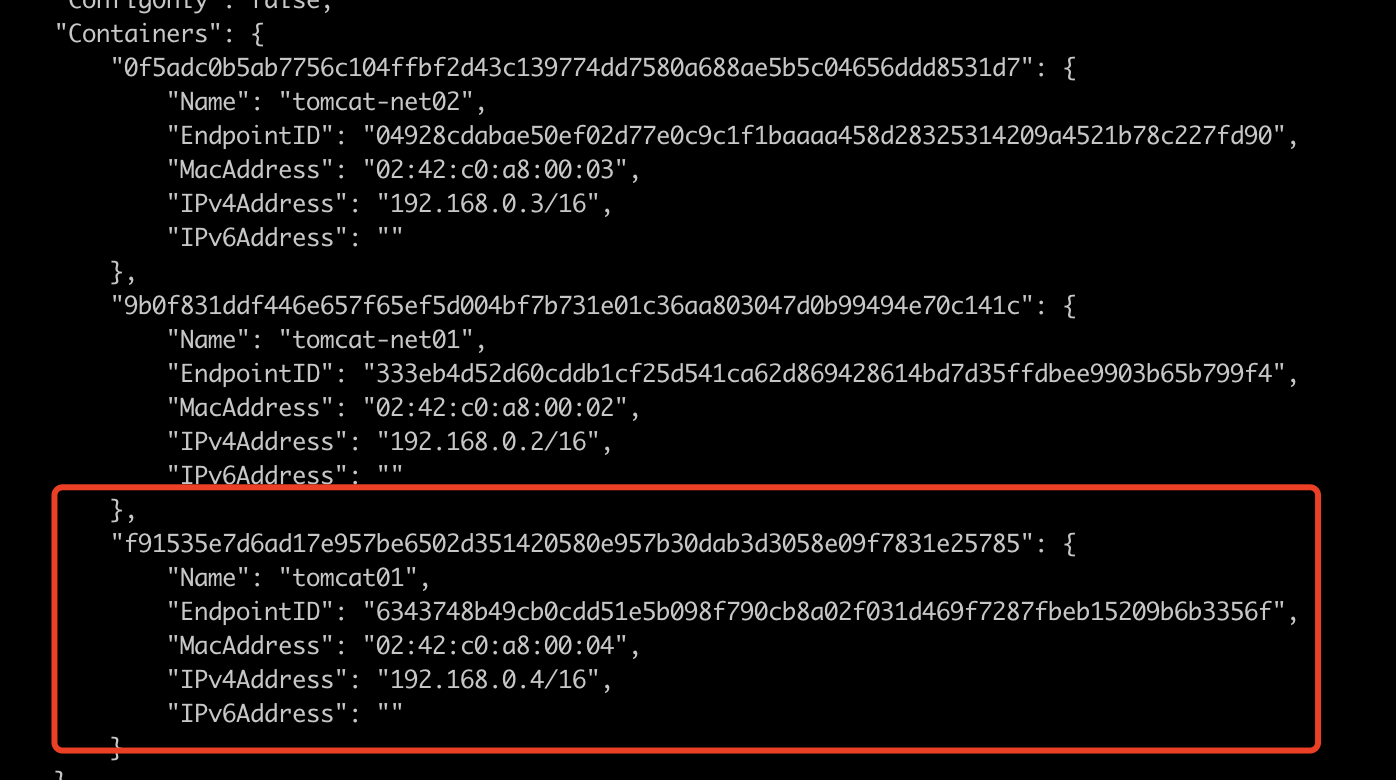 "ConfigOnly": false,
"Containers": {
"0f5adc0b5ab7756c104ffbf2d43c139774dd7580a688ae5b5c04656ddd8531d7": {
"Name": "tomcat-net02",
"EndpointID": "04928cdabae50ef02d77e0c9c1f1baaaa458d28325314209a4521b78c227fd90",
"MacAddress": "02:42:c0:a8:00:03",
"IPv4Address": "192.168.0.3/16",
"IPv6Address": ""
},
"9b0f831ddf446e657f65ef5d004bf7b731e01c36aa803047d0b99494e70c141c": {
"Name": "tomcat-net01",
"EndpointID": "333eb4d52d60cddb1cf25d541ca62d869428614bd7d35ffdbee9903b65b799f4",
"MacAddress": "02:42:c0:a8:00:02",
"IPv4Address": "192.168.0.2/16",
"IPv6Address": ""
},
"f91535e7d6ad17e957be6502d351420580e957b30dab3d3058e09f7831e25785": {
"Name": "tomcat01",
"EndpointID": "6343748b49cb0cdd51e5b098f790cb8a02f031d469f7287fbeb15209b6b3356f",
"MacAddress": "02:42:c0:a8:00:04",
"IPv4Address": "192.168.0.4/16",
"IPv6Address": ""
}
}